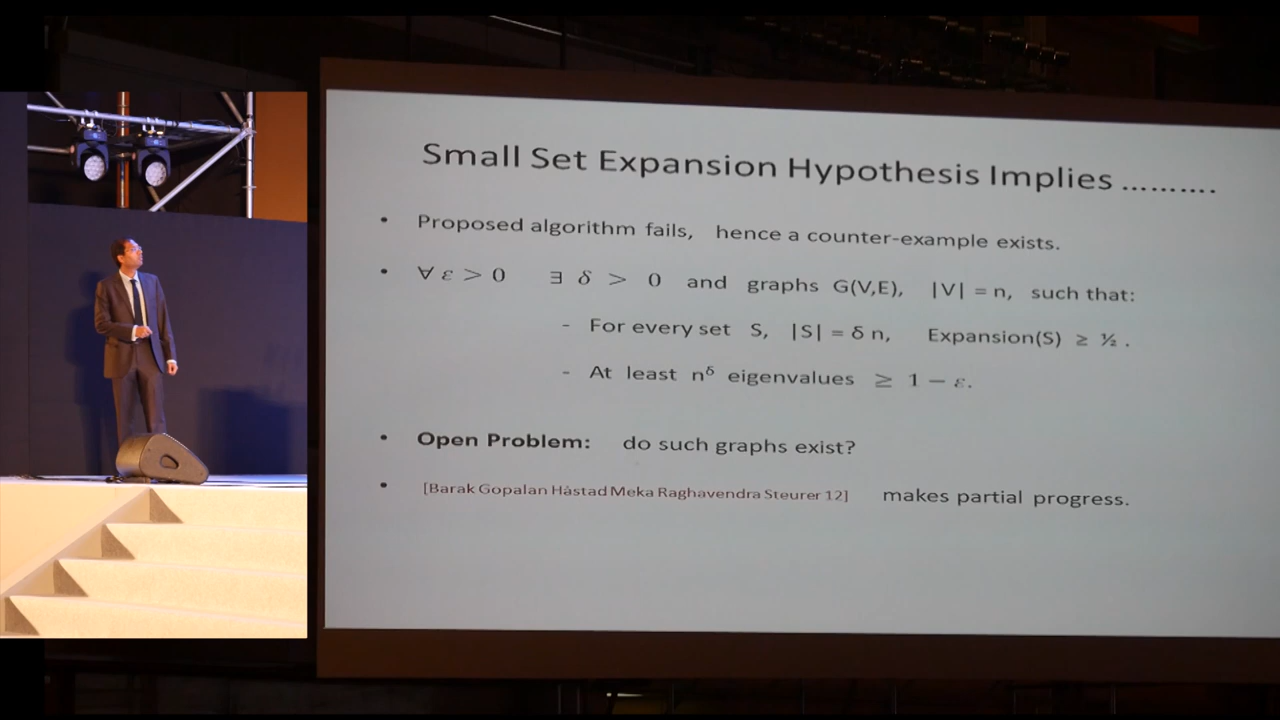 Small Set Expansion Hypothesis Implies ..........
• Proposed algorithm fails, hence a counter-example exists.
• ∀ ε > 0 ∃ δ > 0 and graphs G(V,E), |V| = n, such that:
- For every set S, |S| = δ n, Expansion(S) ≥ ½ .
- At least n^δ eigenvalues ≥ 1 − ε.
• Open Problem: do such graphs exist?
• [Barak Gopalan Håstad Meka Raghavendra Steurer 12] makes partial progress.